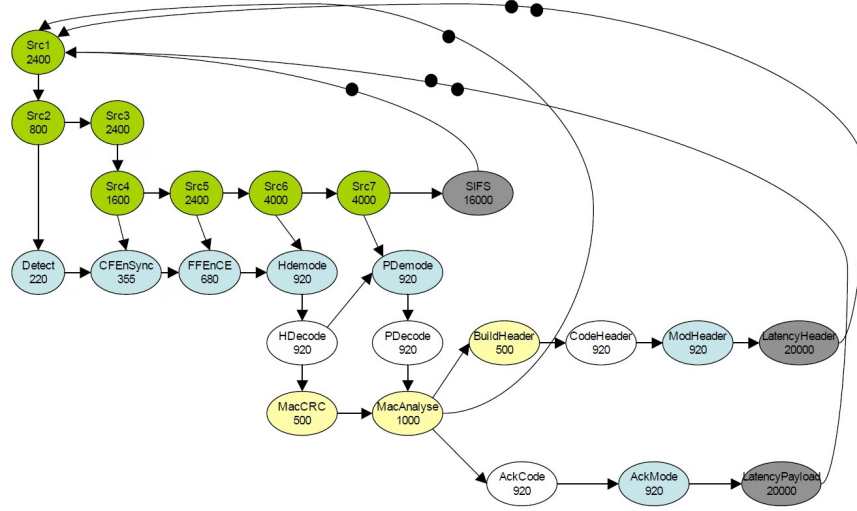 Src1
2400
Src2
800
Src3
2400
Src4
1600
Src5
2400
Src6
4000
Src7
4000
SIFS
16000
Detect
220
CFEnSync
355
FFEnCE
680
Hdemode
920
PDemode
920
HDecode
920
PDecode
920
BuildHeader
500
CodeHeader
920
ModHeader
920
LatencyHeader
20000
MacCRC
500
MacAnalyse
1000
AckCode
920
AckMode
920
LatencyPayload
20000